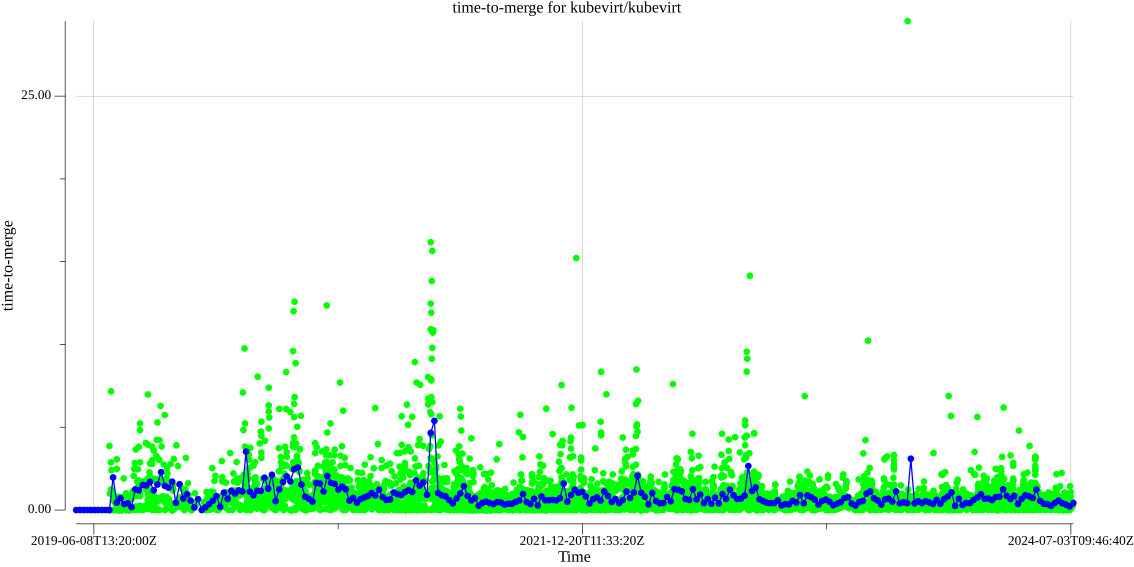 time-to-merge for kubevirt/kubevirt
25.00
time-to-merge
0.00
2019-06-08T13:20:00Z
2021-12-20T11:33:20Z
2024-07-03T09:46:40Z
Time